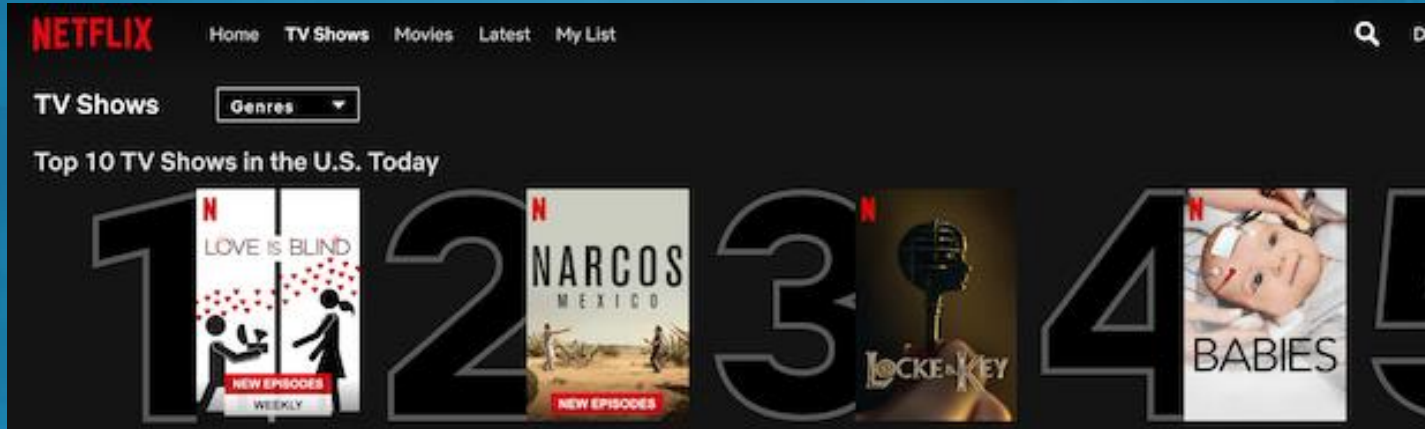 NETFLIX Home TV Shows Movies Latest My List D
TV Shows Genres
Top 10 TV Shows in the U.S. Today
1 2 3 4 5
N LOVE IS BLIND
NEW EPISODES
WEEKLY
N NARCOS
MEXICO
NEW EPISODES
N LOCKE & KEY
N BABIES